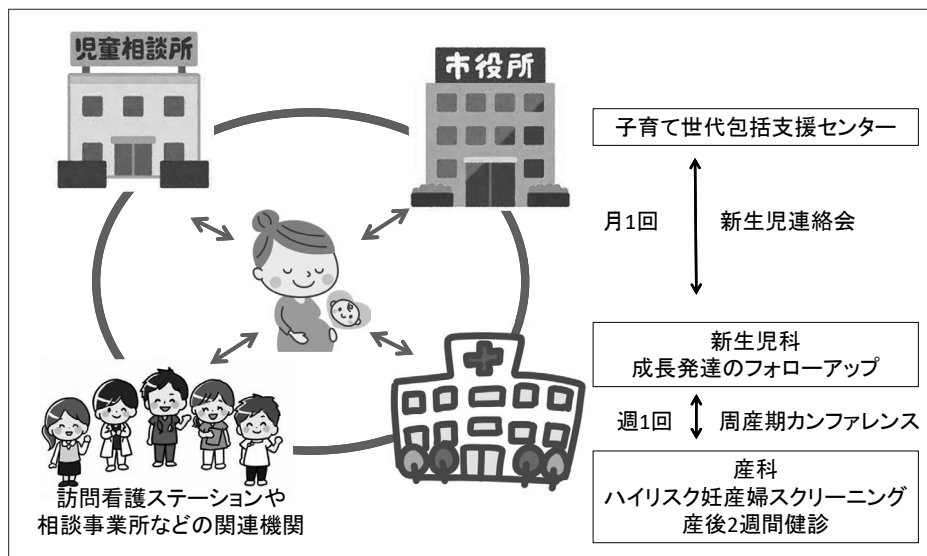 児童相談所
市役所
訪問看護ステーションや
相談事業所などの関連機関
子育て世代包括支援センター
月1回
新生児連絡会
新生児科
成長発達のフォローアップ
週1回
周産期カンファレンス
産科
ハイリスク妊産婦スクリーニング
産後2週間健診